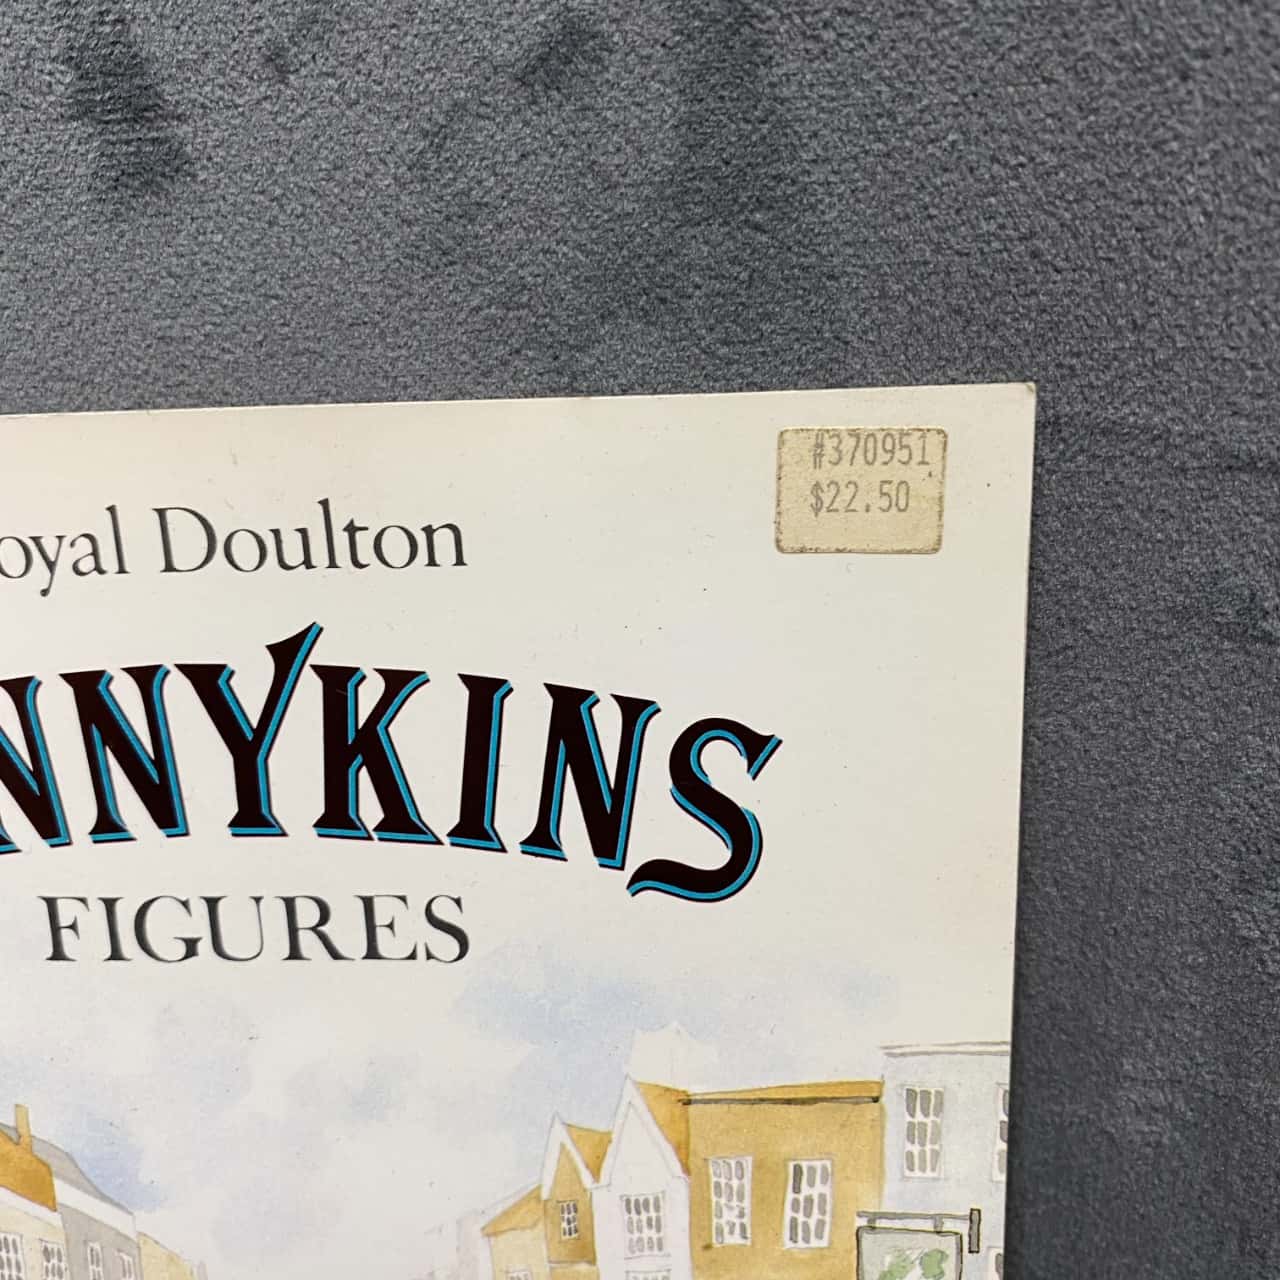 #370951
$22.50
oyal Doulton
NNYKINS
FIGURES